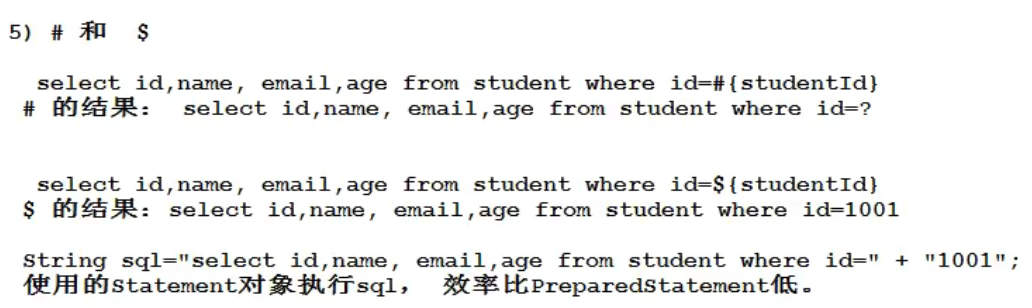 5) # 和  $
select id,name, email,age from student where id=#{studentId}
# 的结果： select id,name, email,age from student where id=?
select id,name, email,age from student where id=${studentId}
$ 的结果：select id,name, email,age from student where id=1001
String sql="select id,name, email,age from student where id=" + "1001";
使用的Statement对象执行sql， 效率比PreparedStatement低。